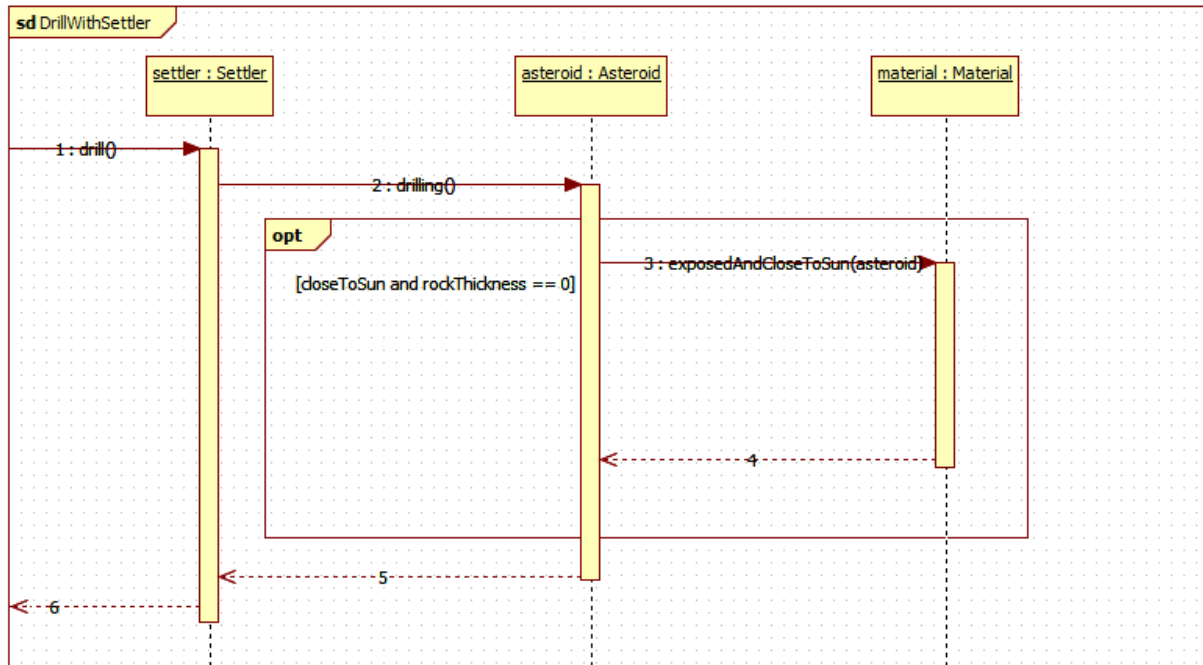 sd DrillWithSettler
settler : Settler
asteroid : Asteroid
material : Material
1 : drill()
2 : drilling()
opt
3 : exposedAndCloseToSun(asteroid)
[closeToSun and rockThickness == 0]
4
5
6